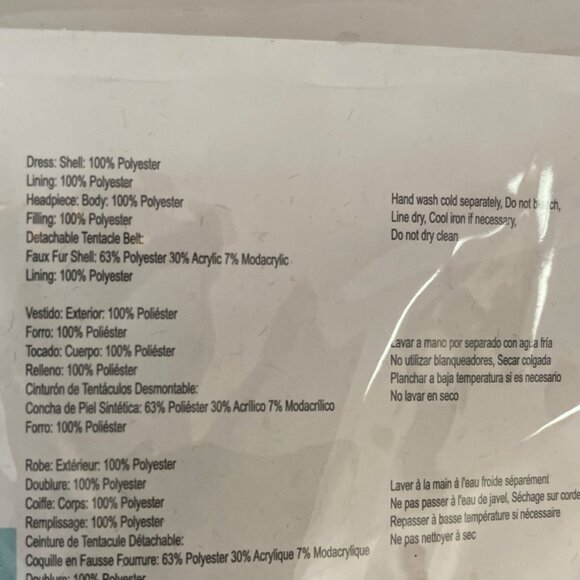 Dress: Shell: 100% Polyester
Lining: 100% Polyester
Headpiece: Body: 100% Polyester
Filling: 100% Polyester
Detachable Tentacle Belt:
Faux Fur Shell: 63% Polyester 30% Acrylic 7% Modacrylic
Lining: 100% Polyester
Hand wash cold separately, Do not bleach,
Line dry, Cool iron if necessary,
Do not dry clean
Vestido: Exterior: 100% Poliéster
Forro: 100% Poliéster
Tocado: Cuerpo: 100% Poliéster
Relleno: 100% Poliéster
Cinturón de Tentáculos Desmontable:
Concha de Piel Sintética: 63% Poliéster 30% Acrílico 7% Modacrílico
Forro: 100% Poliéster
Lavar a mano por separado con agua fría
No utilizar blanqueadores, Secar colgada
Planchar a baja temperatura si es necesario
No lavar en seco
Robe: Extérieur: 100% Polyester
Doublure: 100% Polyester
Coiffe: Corps: 100% Polyester
Remplissage: 100% Polyester
Ceinture de Tentacule Détachable:
Coquille en Fausse Fourrure: 63% Polyester 30% Acrylique 7% Modacrylique
Doublure: 100% Polyester
Laver à la main à l'eau froide séparément
Ne pas passer à l'eau de javel, Séchage sur corde
Repasser à basse température si nécessaire
Ne pas nettoyer à sec